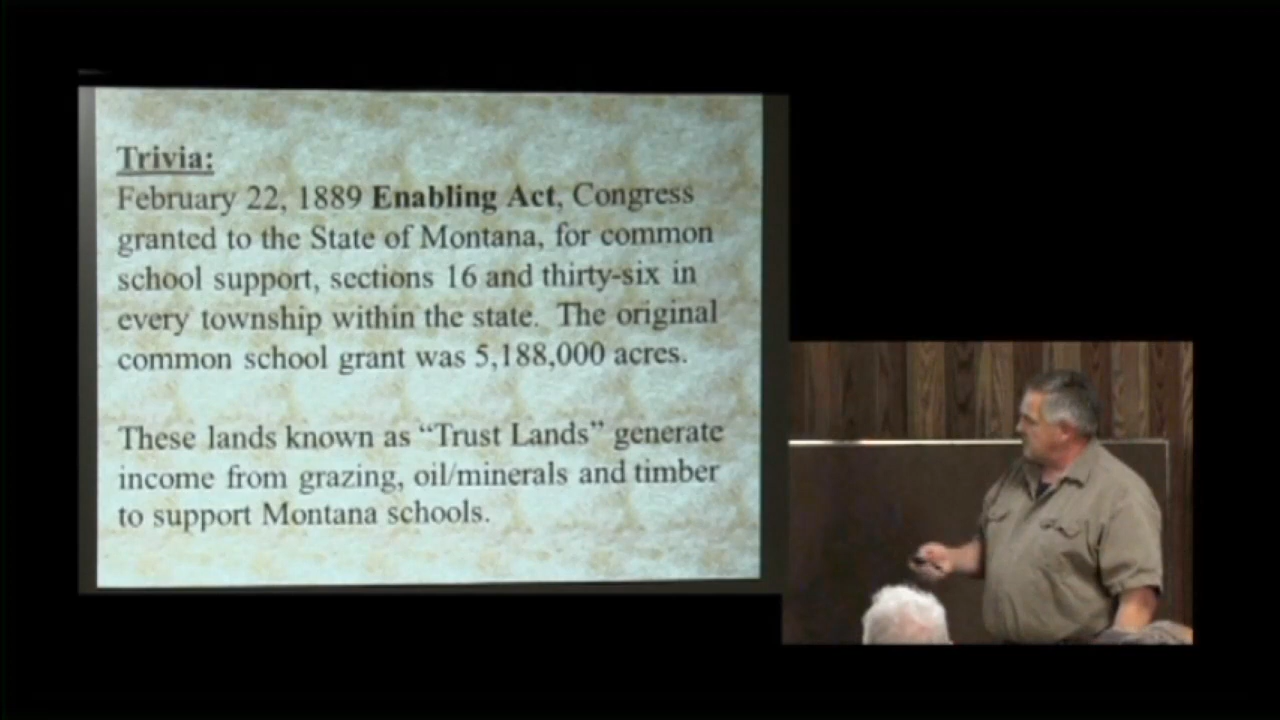 Trivia:
February 22, 1889 Enabling Act, Congress
granted to the State of Montana, for common
school support, sections 16 and thirty-six in
every township within the state. The original
common school grant was 5,188,000 acres.
These lands known as “Trust Lands” generate
income from grazing, oil/minerals and timber
to support Montana schools.